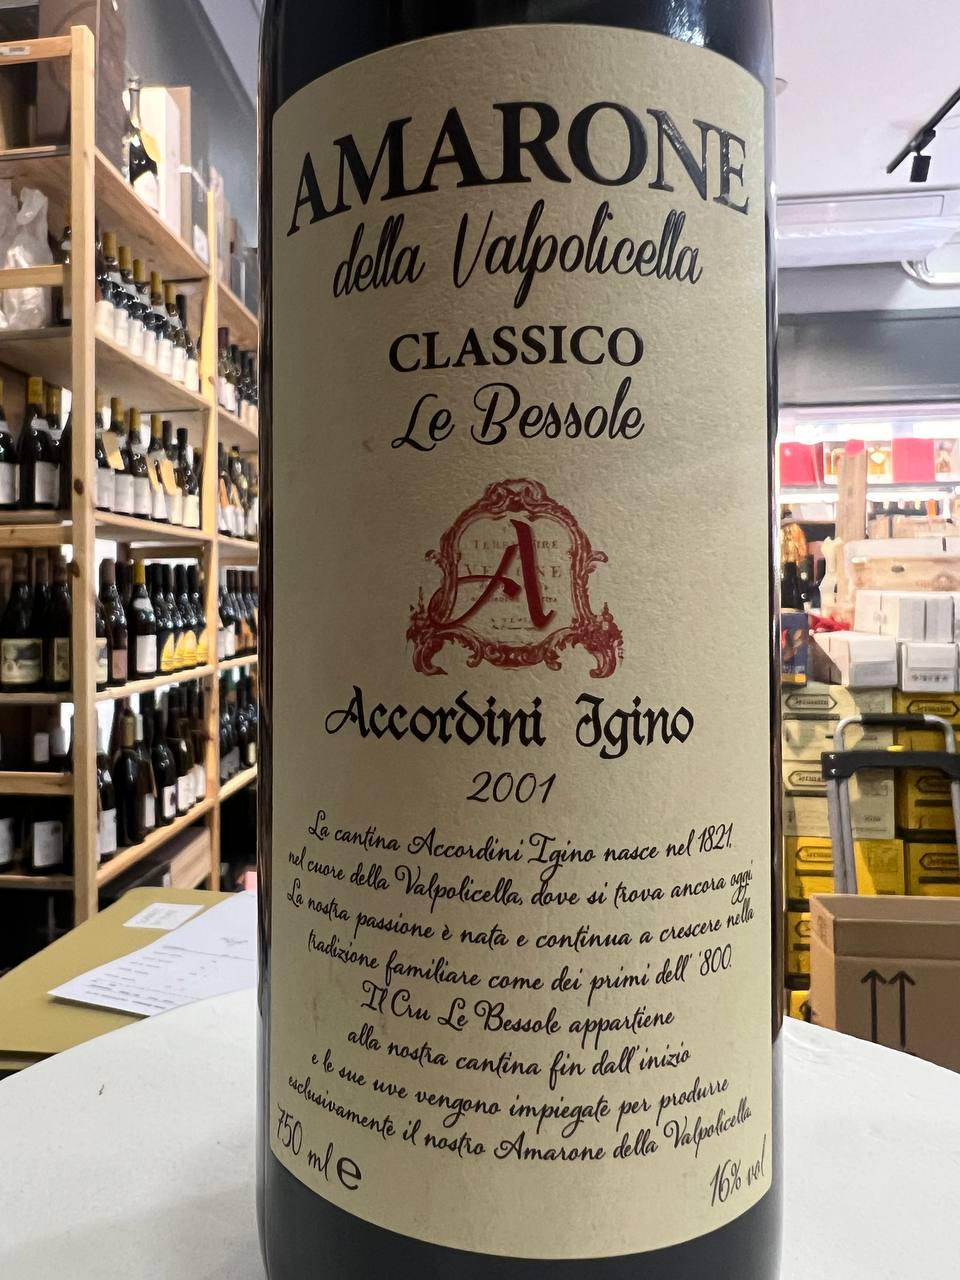 AMARONE
della Valpolicella
CLASSICO
Le Bessole
A
Accordini Igino
2001
La cantina Accordini Igino nasce nel 1821,
nel cuore della Valpolicella, dove si trova ancora oggi.
La nostra passione è nata e continua a crescere nella
tradizione familiare come dei primi dell' '800.
Il Cru Le Bessole appartiene
alla nostra cantina fin dall'inizio
e le sue uve vengono impiegate per produrre
esclusivamente il nostro Amarone della Valpolicella.
750 ml e
16% vol